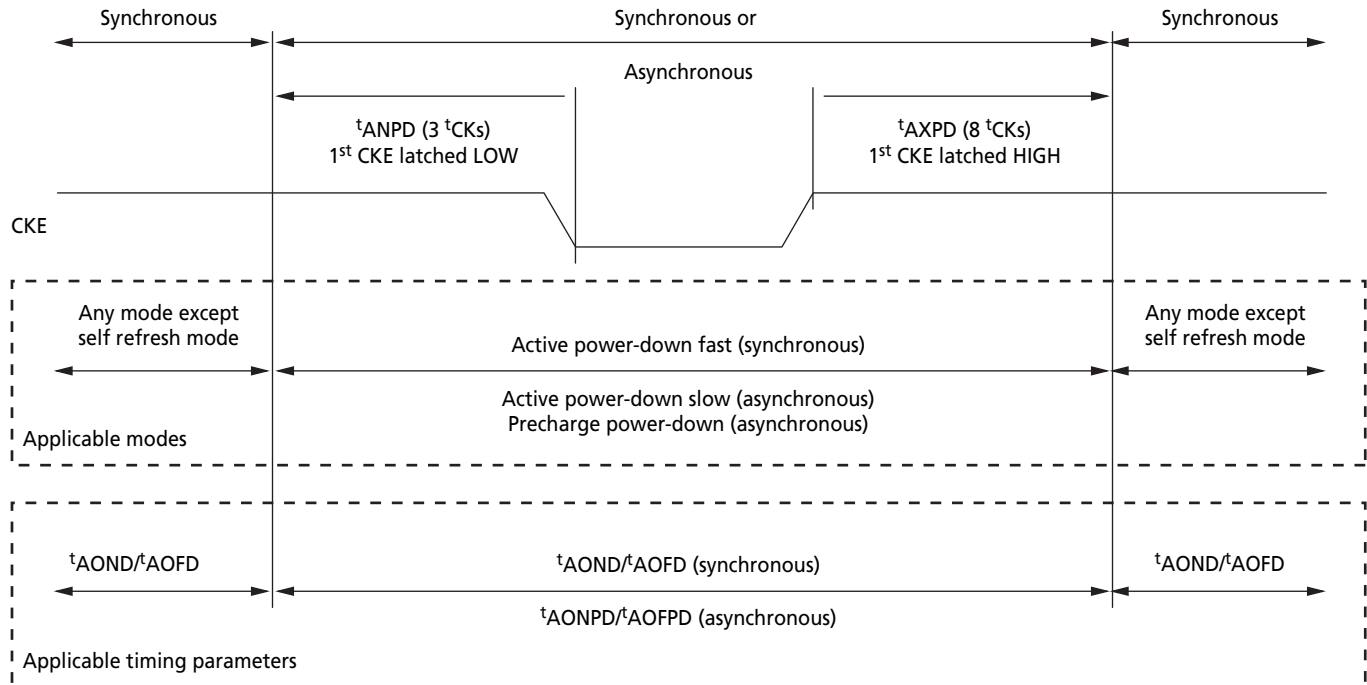 Synchronous
Synchronous or
Synchronous
Asynchronous
tANPD (3 tCKs)
1st CKE latched LOW
tAXPD (8 tCKs)
1st CKE latched HIGH
CKE
Any mode except
self refresh mode
Active power-down fast (synchronous)
Any mode except
self refresh mode
Active power-down slow (asynchronous)
Precharge power-down (asynchronous)
Applicable modes
tAOND/tAOFD
tAOND/tAOFD (synchronous)
tAOND/tAOFD
tAONPD/tAOFPD (asynchronous)
Applicable timing parameters